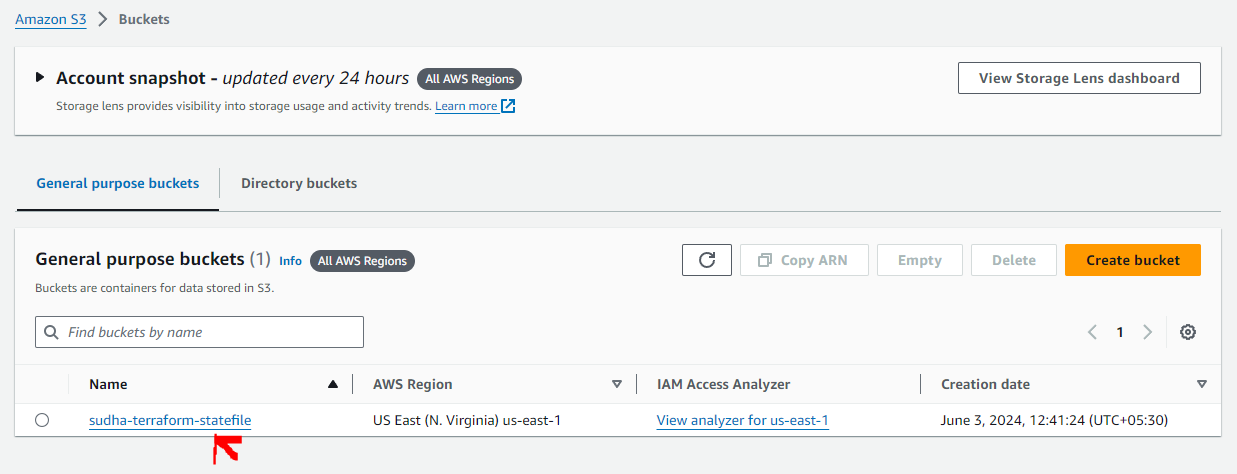 Amazon S3 > Buckets
Account snapshot - updated every 24 hours All AWS Regions
View Storage Lens dashboard
Storage lens provides visibility into storage usage and activity trends. Learn more
General purpose buckets Directory buckets
General purpose buckets (1) Info All AWS Regions
Copy ARN Empty Delete Create bucket
Buckets are containers for data stored in S3.
Find buckets by name
1
Name AWS Region IAM Access Analyzer Creation date
sudha-terraform-statefile US East (N. Virginia) us-east-1 View analyzer for us-east-1 June 3, 2024, 12:41:24 (UTC+05:30)